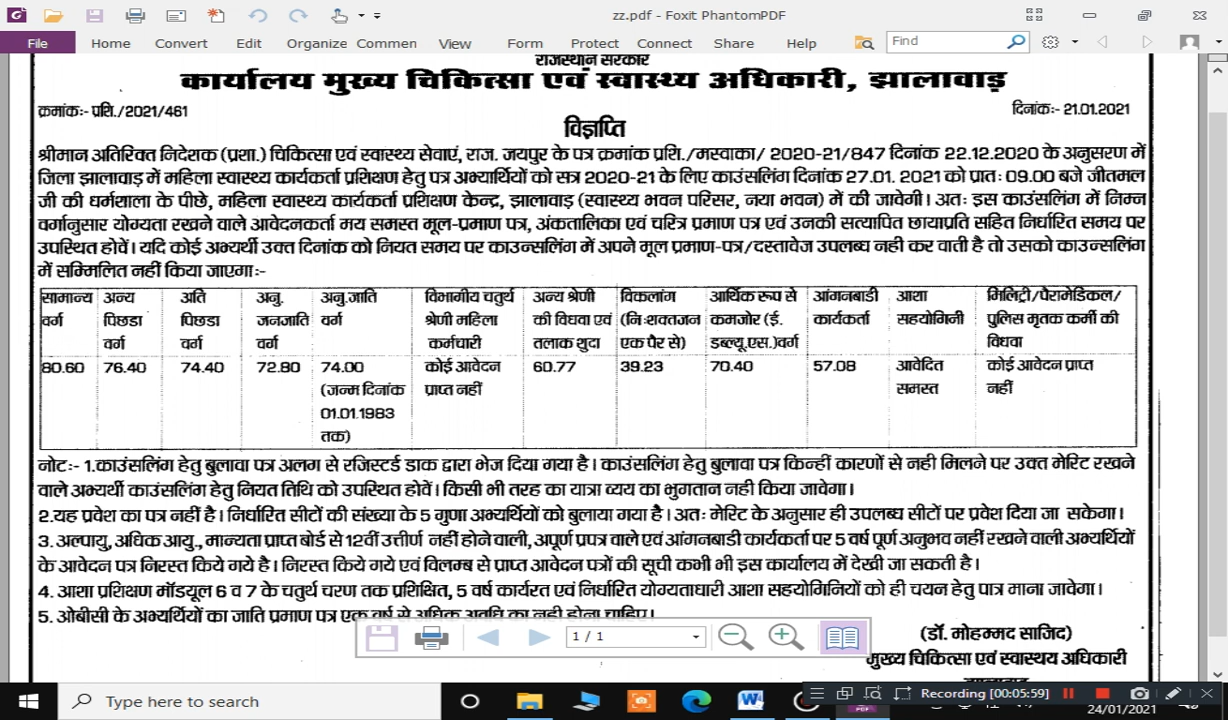 zz.pdf - Foxit PhantomPDF
File Home Convert Edit Organize Commen View Form Protect Connect Share Help Find
राजस्थान सरकार
कार्यालय मुख्य चिकित्सा एवं स्वास्थ्य अधिकारी, झालावाड़
क्रमांक:- प्रशि./2021/461 दिनांक:- 21.01.2021
विज्ञप्ति
श्रीमान अतिरिक्त निदेशक (प्रशा.) चिकित्सा एवं स्वास्थ्य सेवाएं, राज. जयपुर के पत्र क्रमांक प्रशि./मस्वाका/ 2020-21/847 दिनांक 22.12.2020 के अनुसरण में
जिला झालावाड़ में महिला स्वास्थ्य कार्यकर्ता प्रशिक्षण हेतु पत्र अभ्यार्थियों को सत्र 2020-21 के लिए काउंसलिंग दिनांक 27.01. 2021 को प्रातः 09.00 बजे जीतमल
जी की धर्मशाला के पीछे, महिला स्वास्थ्य कार्यकर्ता प्रशिक्षण केन्द्र, झालावाड़ (स्वास्थ्य भवन परिसर, नया भवन) में की जावेगी। अतः इस काउंसलिंग में निम्न
वर्गानुसार योग्यता रखने वाले आवेदनकर्ता मय समस्त मूल-प्रमाण पत्र, अंकतालिका एवं चरित्र प्रमाण पत्र एवं उनकी सत्यापित छायाप्रति सहित निर्धारित समय पर
उपस्थित होवें। यदि कोई अभ्यर्थी उक्त दिनांक को नियत समय पर काउन्सलिंग में अपने मूल प्रमाण-पत्र/दस्तावेज उपलब्ध नही कर वाती है तो उसको काउन्सलिंग
में सम्मिलित नहीं किया जाएगा:-
सामान्य अन्य अति अनु. अनु.जाति विभागीय चतुर्थ अन्य श्रेणी विकलांग आर्थिक रूप से आंगनबाडी आशा मिलिट्री/पैरामेडिकल/
वर्ग पिछडा पिछडा जनजाति वर्ग श्रेणी महिला की विधवा एवं (निःशक्तजन कमजोर (ई. कार्यकर्ता सहयोगिनी पुलिस मृतक कर्मी की
वर्ग वर्ग वर्ग कर्मचारी तलाक शुदा एक पैर से) डब्ल्यू.एस.)वर्ग विधवा
80.60 76.40 74.40 72.80 74.00 कोई आवेदन 60.77 39.23 70.40 57.08 आवेदित कोई आवेदन प्राप्त
(जन्म दिनांक प्राप्त नहीं समस्त नहीं
01.01.1983
तक)
नोट:- 1.काउंसलिंग हेतु बुलावा पत्र अलग से रजिस्टर्ड डाक द्वारा भेज दिया गया है। काउंसलिंग हेतु बुलावा पत्र किन्हीं कारणों से नही मिलने पर उक्त मेरिट रखने
वाले अभ्यर्थी काउंसलिंग हेतु नियत तिथि को उपस्थित होवें। किसी भी तरह का यात्रा व्यय का भुगतान नही किया जावेगा।
2.यह प्रवेश का पत्र नहीं है। निर्धारित सीटों की संख्या के 5 गुणा अभ्यर्थियों को बुलाया गया है। अतः मेरिट के अनुसार ही उपलब्ध सीटों पर प्रवेश दिया जा सकेगा।
3. अल्पायु, अधिक आयु., मान्यता प्राप्त बोर्ड से 12वीं उत्तीर्ण नहीं होने वाली, अपूर्ण प्रपत्र वाले एवं आंगनबाडी कार्यकर्ता पर 5 वर्ष पूर्ण अनुभव नहीं रखने वाली अभ्यर्थियों
के आवेदन पत्र निरस्त किये गये है। निरस्त किये गये एवं विलम्ब से प्राप्त आवेदन पत्रों की सूची कभी भी इस कार्यालय में देखी जा सकती है।
4. आशा प्रशिक्षण मॉडयूल 6 व 7 के चतुर्थ चरण तक प्रशिक्षित, 5 वर्ष कार्यरत एवं निर्धारित योग्यताधारी आशा सहयोगिनियों को ही चयन हेतु पात्र माना जावेगा।
5. ओबीसी के अभ्यर्थियों का जाति प्रमाण पत्र एक वर्ष से अधिक अवधि का नही होना चाहिए।
1 / 1
(डॉ. मोहम्मद साजिद)
मुख्य चिकित्सा एवं स्वास्थय अधिकारी
झालावाड़
Type here to search
Recording [00:05:59]
24/01/2021